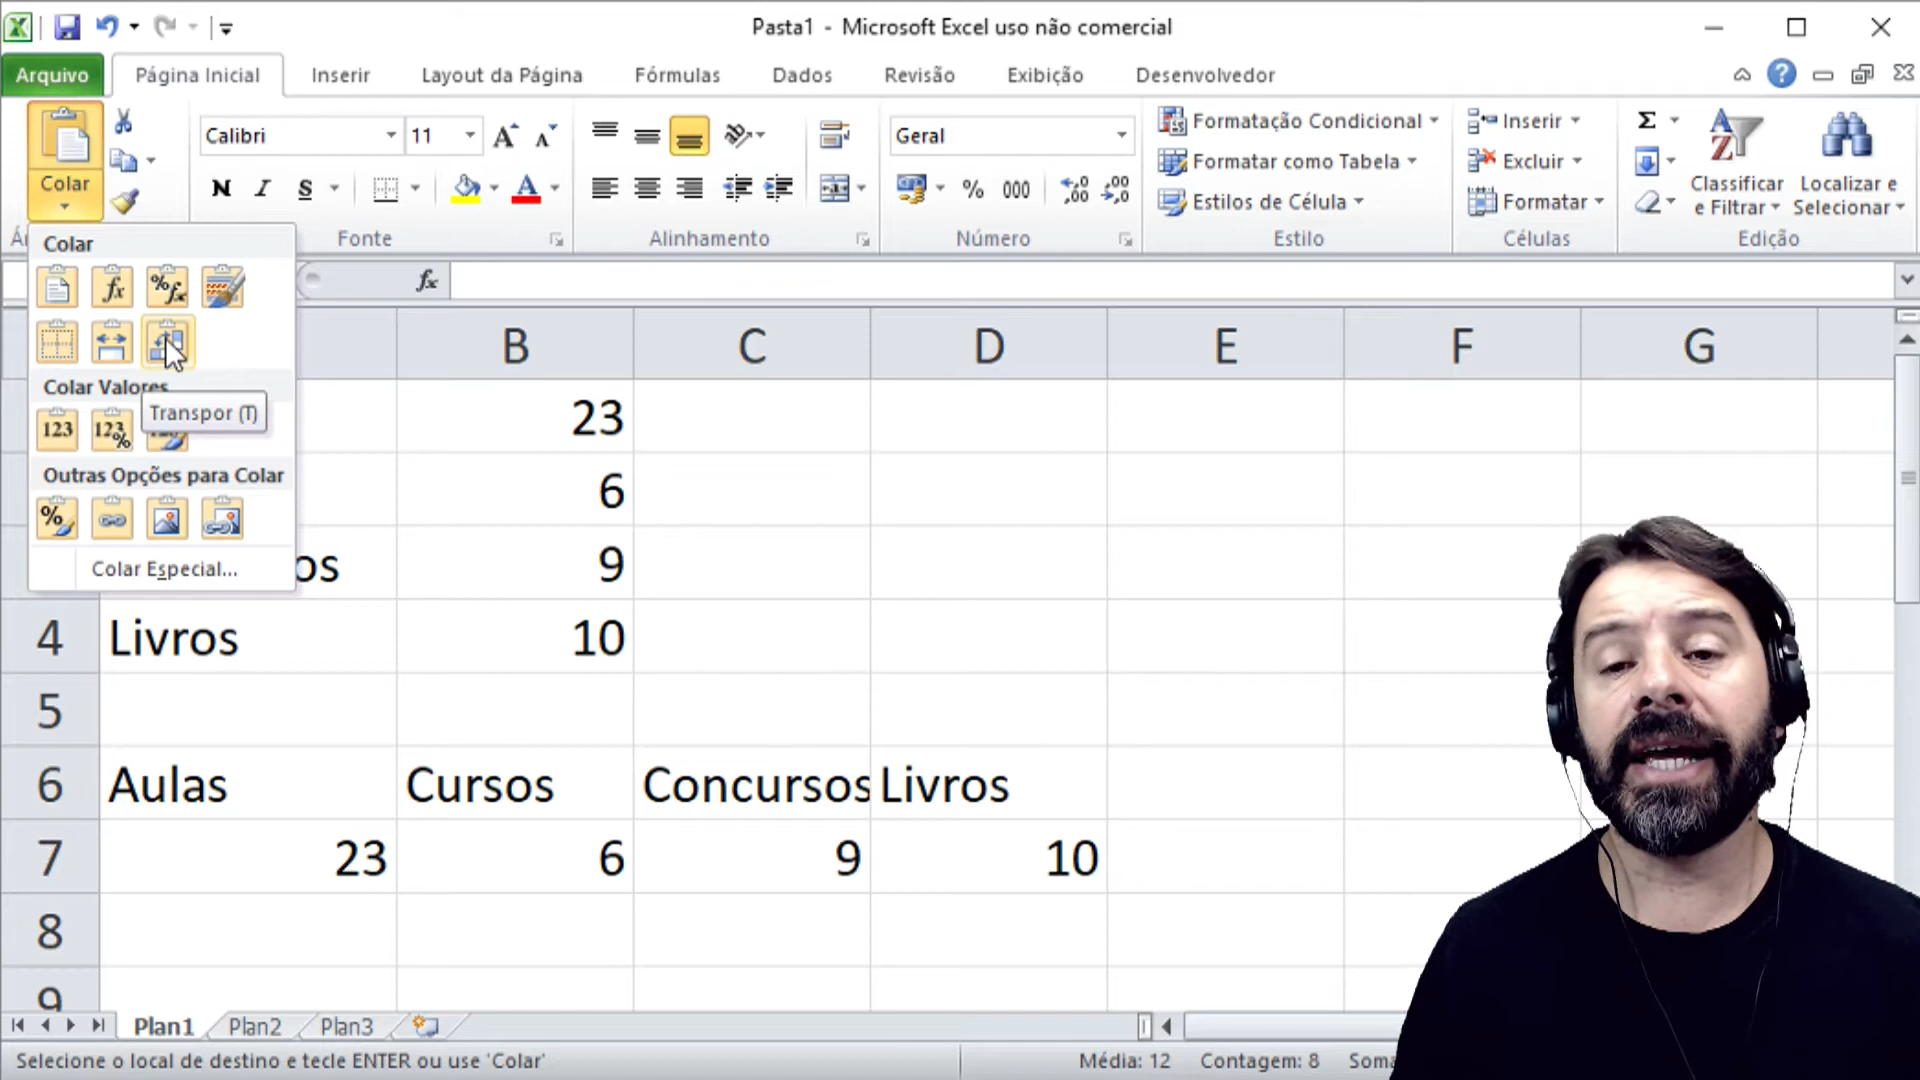 Pasta1 - Microsoft Excel uso não comercial
Arquivo Página Inicial Inserir Layout da Página Fórmulas Dados Revisão Exibição Desenvolvedor
Colar
Calibri 11
N I S
Fonte
Alinhamento
Geral
% 000
Número
Formatação Condicional
Formatar como Tabela
Estilos de Célula
Estilo
Inserir
Excluir
Formatar
Células
Classificar e Filtrar
Localizar e Selecionar
Edição
Colar
Colar Valores
Transpor (T)
Outras Opções para Colar
Colar Especial...
fx
B C D E F G
23
6
os 9
4 Livros 10
5
6 Aulas Cursos Concursos Livros
7 23 6 9 10
8
9
Plan1 Plan2 Plan3
Selecione o local de destino e tecle ENTER ou use 'Colar' Média: 12 Contagem: 8